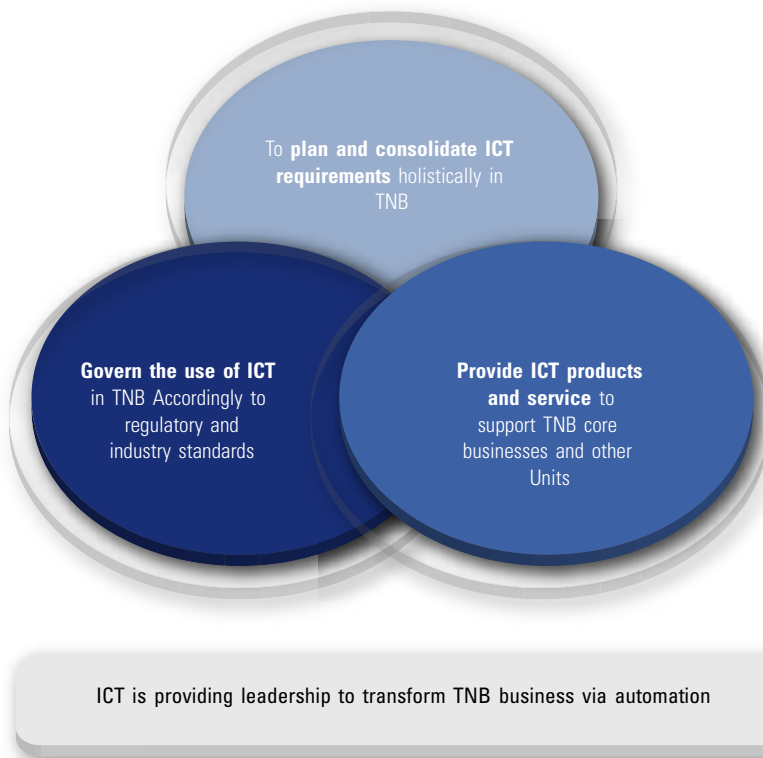 To plan and consolidate ICT
requirements holistically in
TNB
Govern the use of ICT
in TNB Accordingly to
regulatory and
industry standards
Provide ICT products
and service to
support TNB core
businesses and other
Units
ICT is providing leadership to transform TNB business via automation